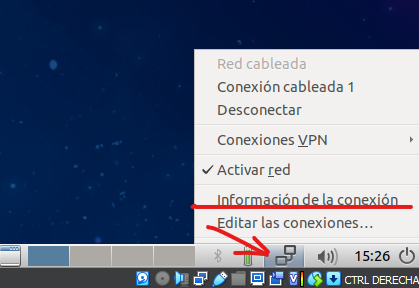 Red cableada
Conexión cableada 1
Desconectar
Conexiones VPN
Activar red
Información de la conexión
Editar las conexiones...
15:26
CTRL DERECHA